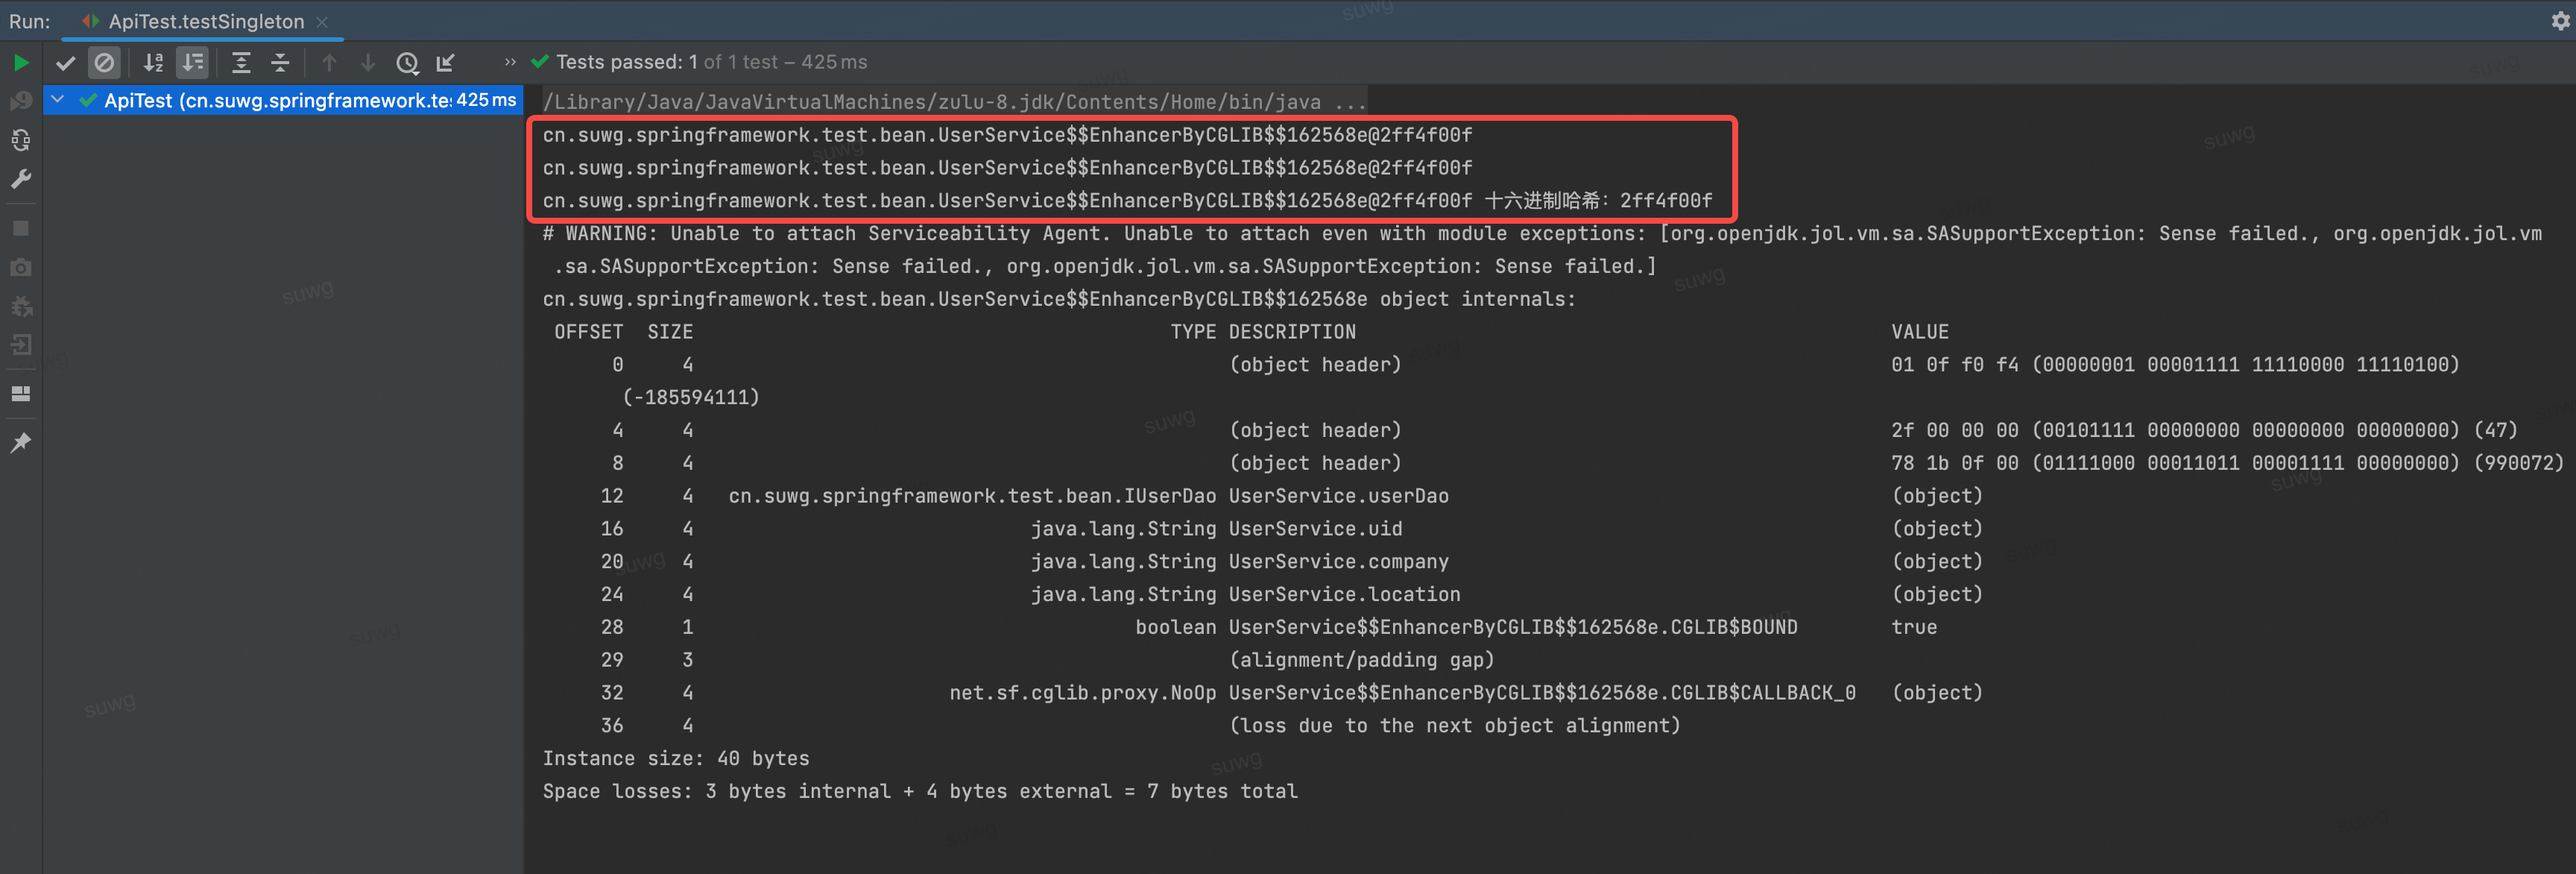 Run: ApiTest.testSingleton
Tests passed: 1 of 1 test – 425 ms
ApiTest (cn.suwg.springframework.te: 425 ms
/Library/Java/JavaVirtualMachines/zulu-8.jdk/Contents/Home/bin/java ...
cn.suwg.springframework.test.bean.UserService$$EnhancerByCGLIB$$162568e@2ff4f00f
cn.suwg.springframework.test.bean.UserService$$EnhancerByCGLIB$$162568e@2ff4f00f
cn.suwg.springframework.test.bean.UserService$$EnhancerByCGLIB$$162568e@2ff4f00f 十六进制哈希：2ff4f00f
# WARNING: Unable to attach Serviceability Agent. Unable to attach even with module exceptions: [org.openjdk.jol.vm.sa.SASupportException: Sense failed., org.openjdk.jol.vm
.sa.SASupportException: Sense failed., org.openjdk.jol.vm.sa.SASupportException: Sense failed.]
cn.suwg.springframework.test.bean.UserService$$EnhancerByCGLIB$$162568e object internals:
OFFSET SIZE TYPE DESCRIPTION VALUE
0 4 (object header) 01 0f f0 f4 (00000001 00001111 11110000 11110100)
(-185594111)
4 4 (object header) 2f 00 00 00 (00101111 00000000 00000000 00000000) (47)
8 4 (object header) 78 1b 0f 00 (01111000 00011011 00001111 00000000) (990072)
12 4 cn.suwg.springframework.test.bean.IUserDao UserService.userDao (object)
16 4 java.lang.String UserService.uid (object)
20 4 java.lang.String UserService.company (object)
24 4 java.lang.String UserService.location (object)
28 1 boolean UserService$$EnhancerByCGLIB$$162568e.CGLIB$BOUND true
29 3 (alignment/padding gap)
32 4 net.sf.cglib.proxy.NoOp UserService$$EnhancerByCGLIB$$162568e.CGLIB$CALLBACK_0 (object)
36 4 (loss due to the next object alignment)
Instance size: 40 bytes
Space losses: 3 bytes internal + 4 bytes external = 7 bytes total